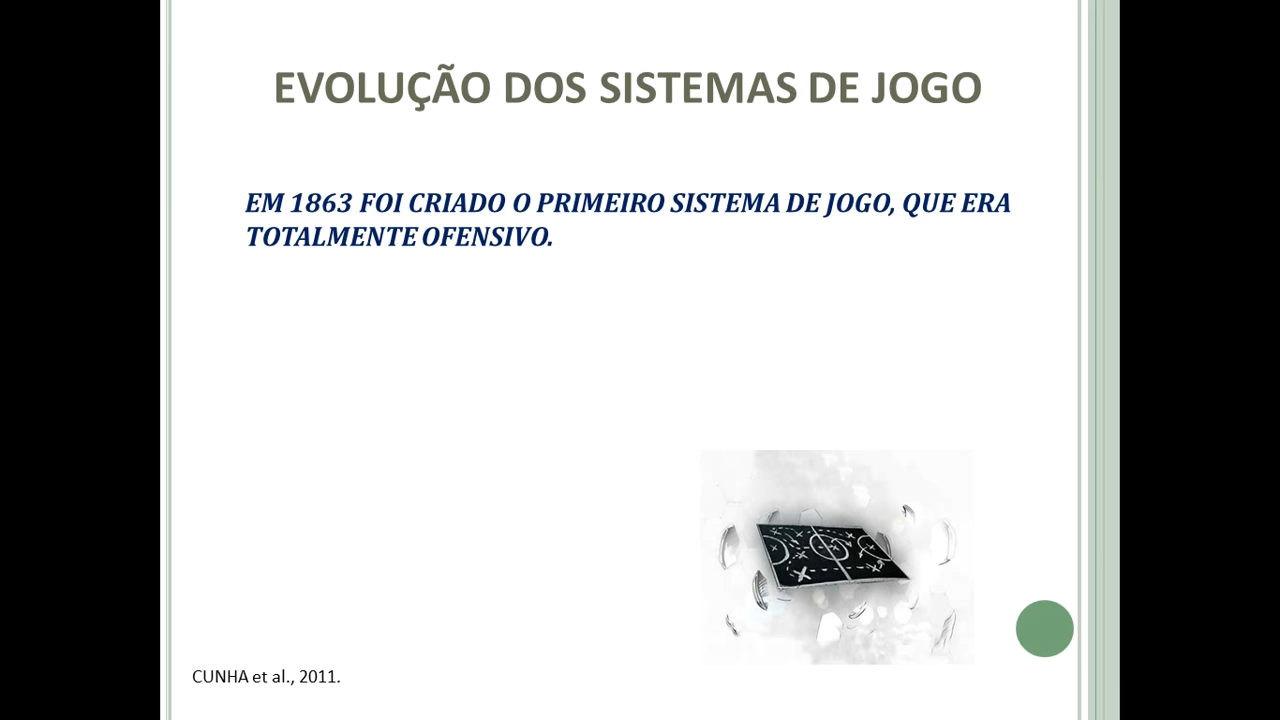 EVOLUÇÃO DOS SISTEMAS DE JOGO
EM 1863 FOI CRIADO O PRIMEIRO SISTEMA DE JOGO, QUE ERA
TOTALMENTE OFENSIVO.
CUNHA et al., 2011.